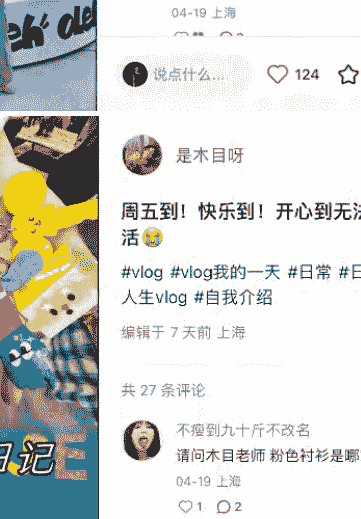 04-19 上海
说点什么...
124
是木目呀
周五到！快乐到！开心到无法
活😭
#vlog #vlog我的一天 #日常 #日
人生vlog #自我介绍
编辑于 7 天前 上海
共 27 条评论
不瘦到九十斤不改名
请问木目老师 粉色衬衫是哪
04-19 上海
1 2
日记